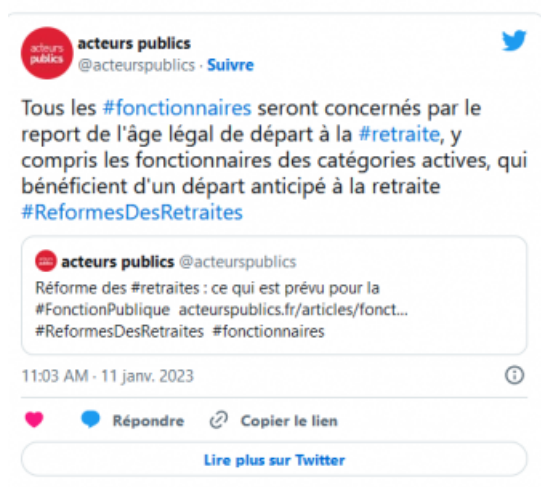 acteurs publics
acteurs publics
@acteurspublics · Suivre
Tous les #fonctionnaires seront concernés par le
report de l'âge légal de départ à la #retraite, y
compris les fonctionnaires des catégories actives, qui
bénéficient d'un départ anticipé à la retraite
#ReformesDesRetraites
acteurs publics @acteurspublics
Réforme des #retraites : ce qui est prévu pour la
#FonctionPublique acteurspublics.fr/articles/fonct...
#ReformesDesRetraites #fonctionnaires
11:03 AM · 11 janv. 2023
Répondre Copier le lien
Lire plus sur Twitter